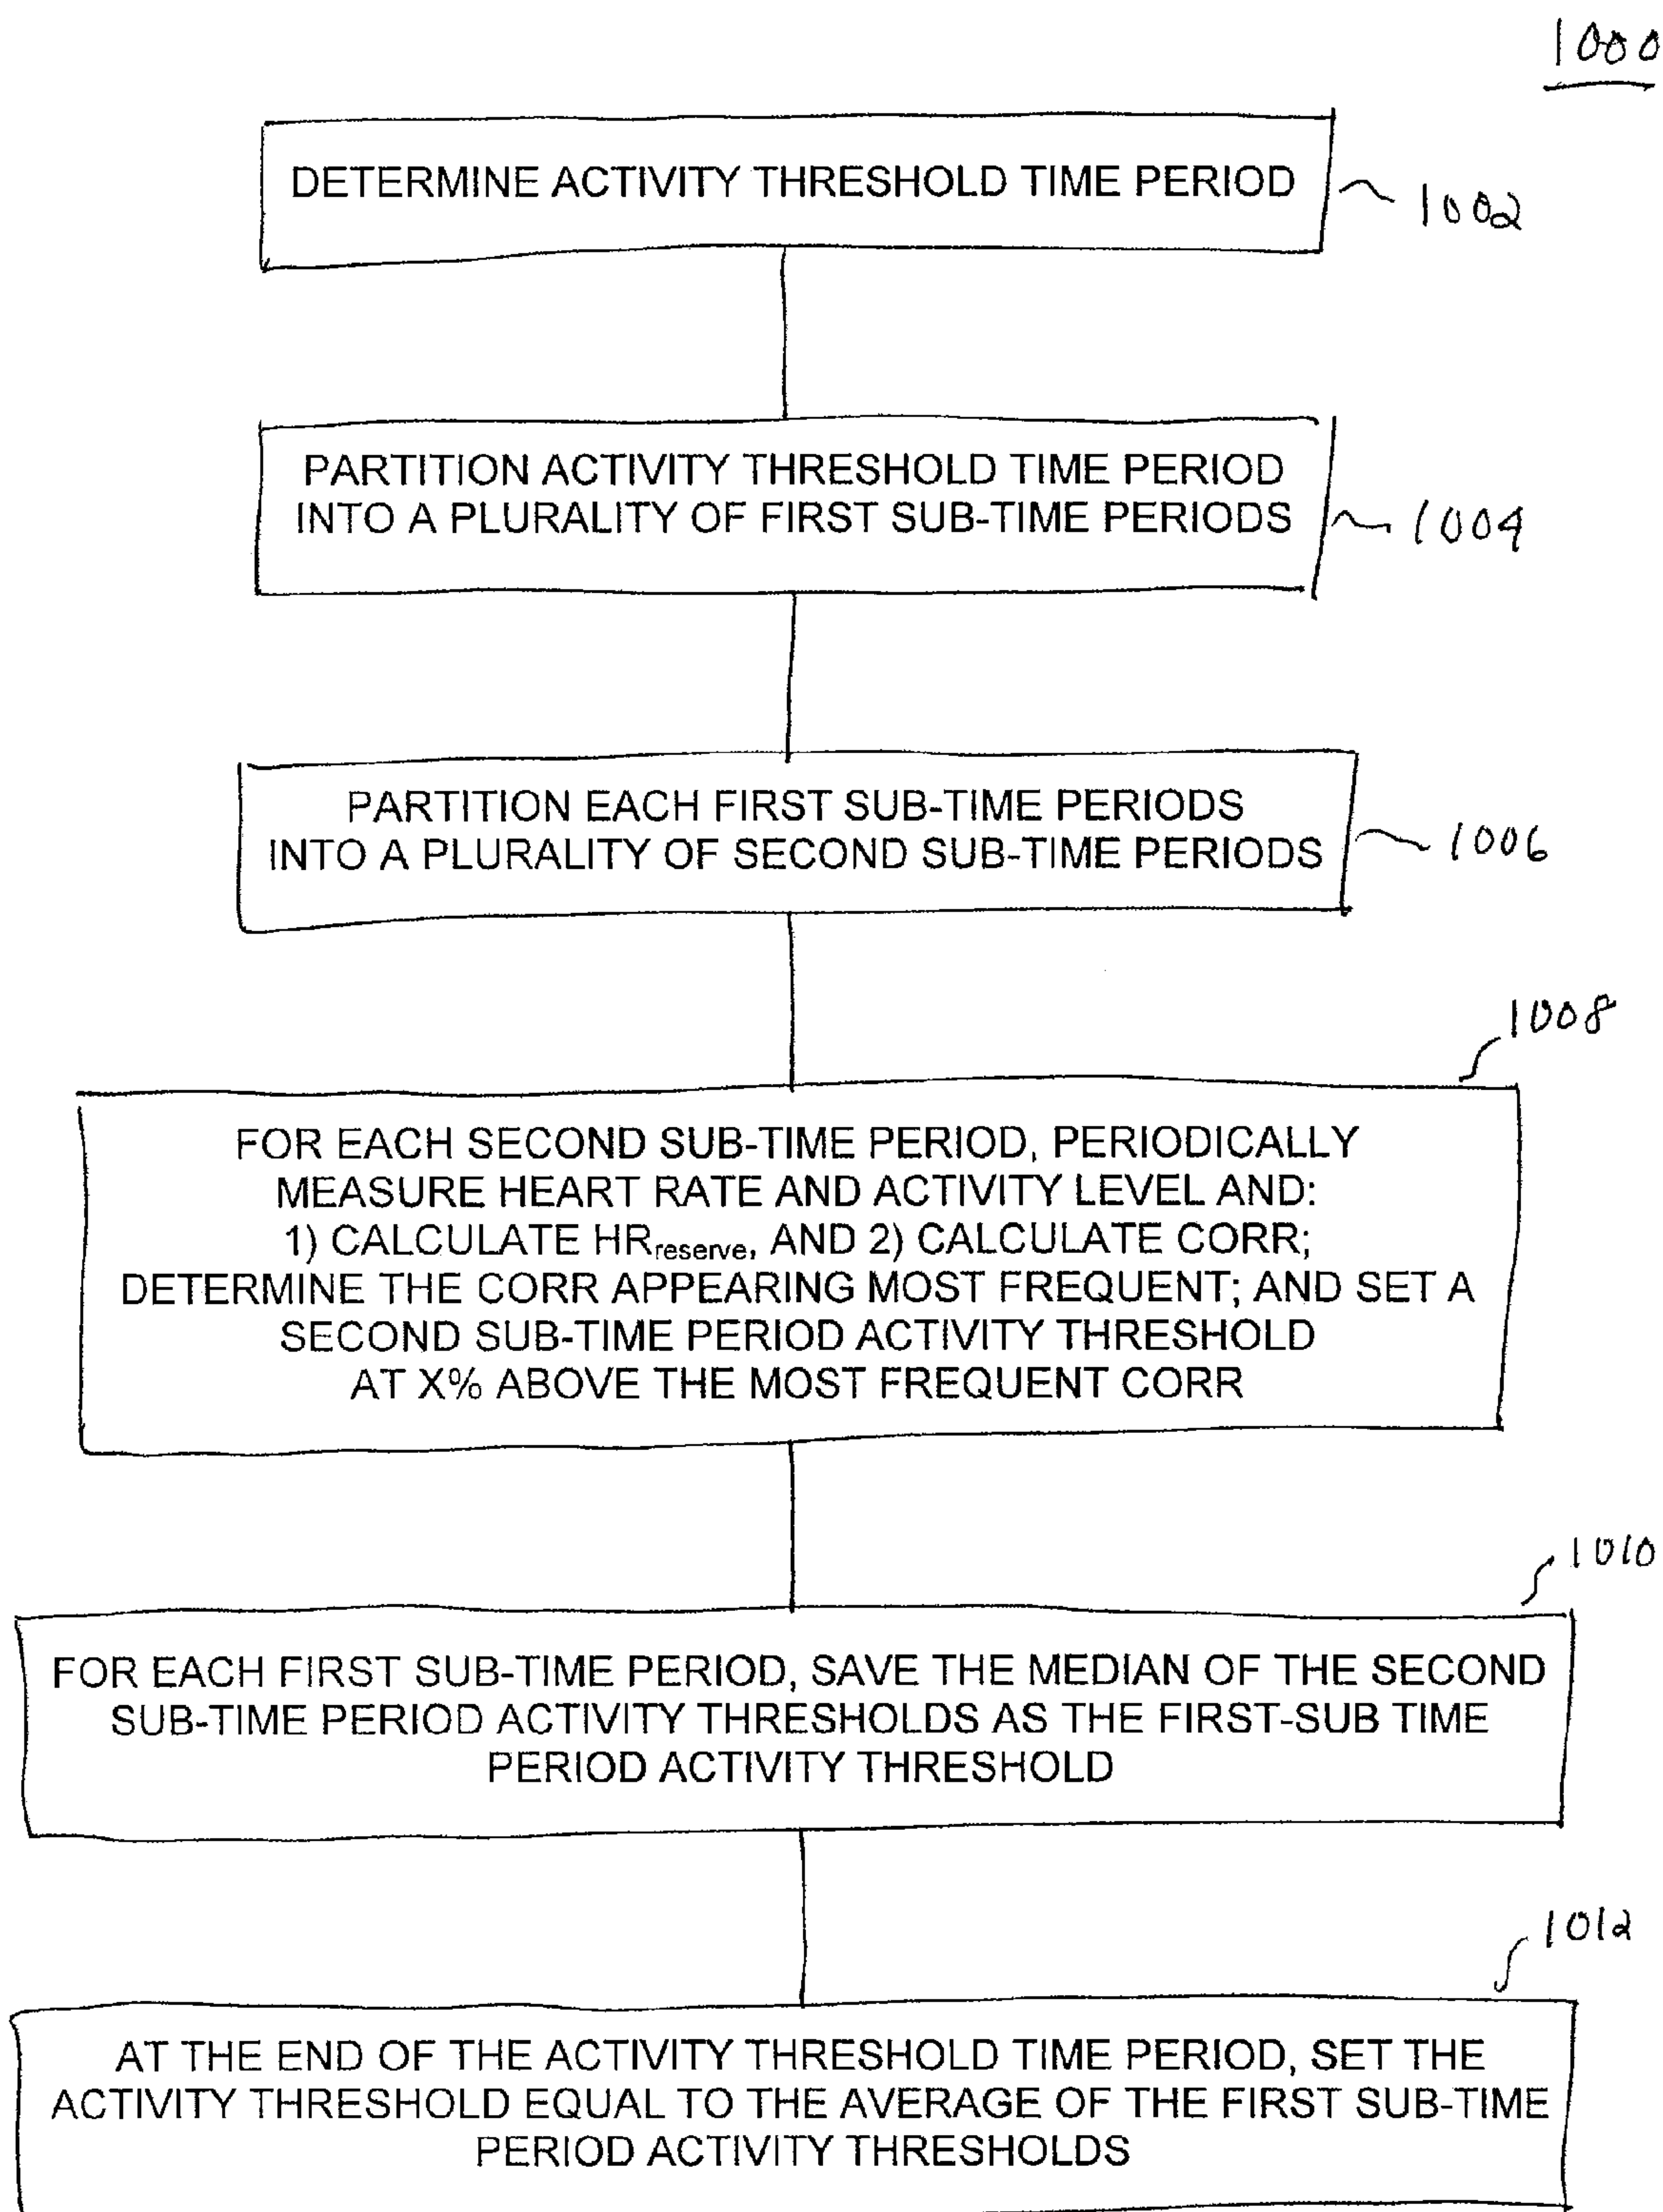 1000
DETERMINE ACTIVITY THRESHOLD TIME PERIOD
1002
PARTITION ACTIVITY THRESHOLD TIME PERIOD
INTO A PLURALITY OF FIRST SUB-TIME PERIODS
1004
PARTITION EACH FIRST SUB-TIME PERIODS
INTO A PLURALITY OF SECOND SUB-TIME PERIODS
1006
1008
FOR EACH SECOND SUB-TIME PERIOD, PERIODICALLY
MEASURE HEART RATE AND ACTIVITY LEVEL AND:
1) CALCULATE HRreserve, AND 2) CALCULATE CORR;
DETERMINE THE CORR APPEARING MOST FREQUENT; AND SET A
SECOND SUB-TIME PERIOD ACTIVITY THRESHOLD
AT X% ABOVE THE MOST FREQUENT CORR
1010
FOR EACH FIRST SUB-TIME PERIOD, SAVE THE MEDIAN OF THE SECOND
SUB-TIME PERIOD ACTIVITY THRESHOLDS AS THE FIRST-SUB TIME
PERIOD ACTIVITY THRESHOLD
1012
AT THE END OF THE ACTIVITY THRESHOLD TIME PERIOD, SET THE
ACTIVITY THRESHOLD EQUAL TO THE AVERAGE OF THE FIRST SUB-TIME
PERIOD ACTIVITY THRESHOLDS